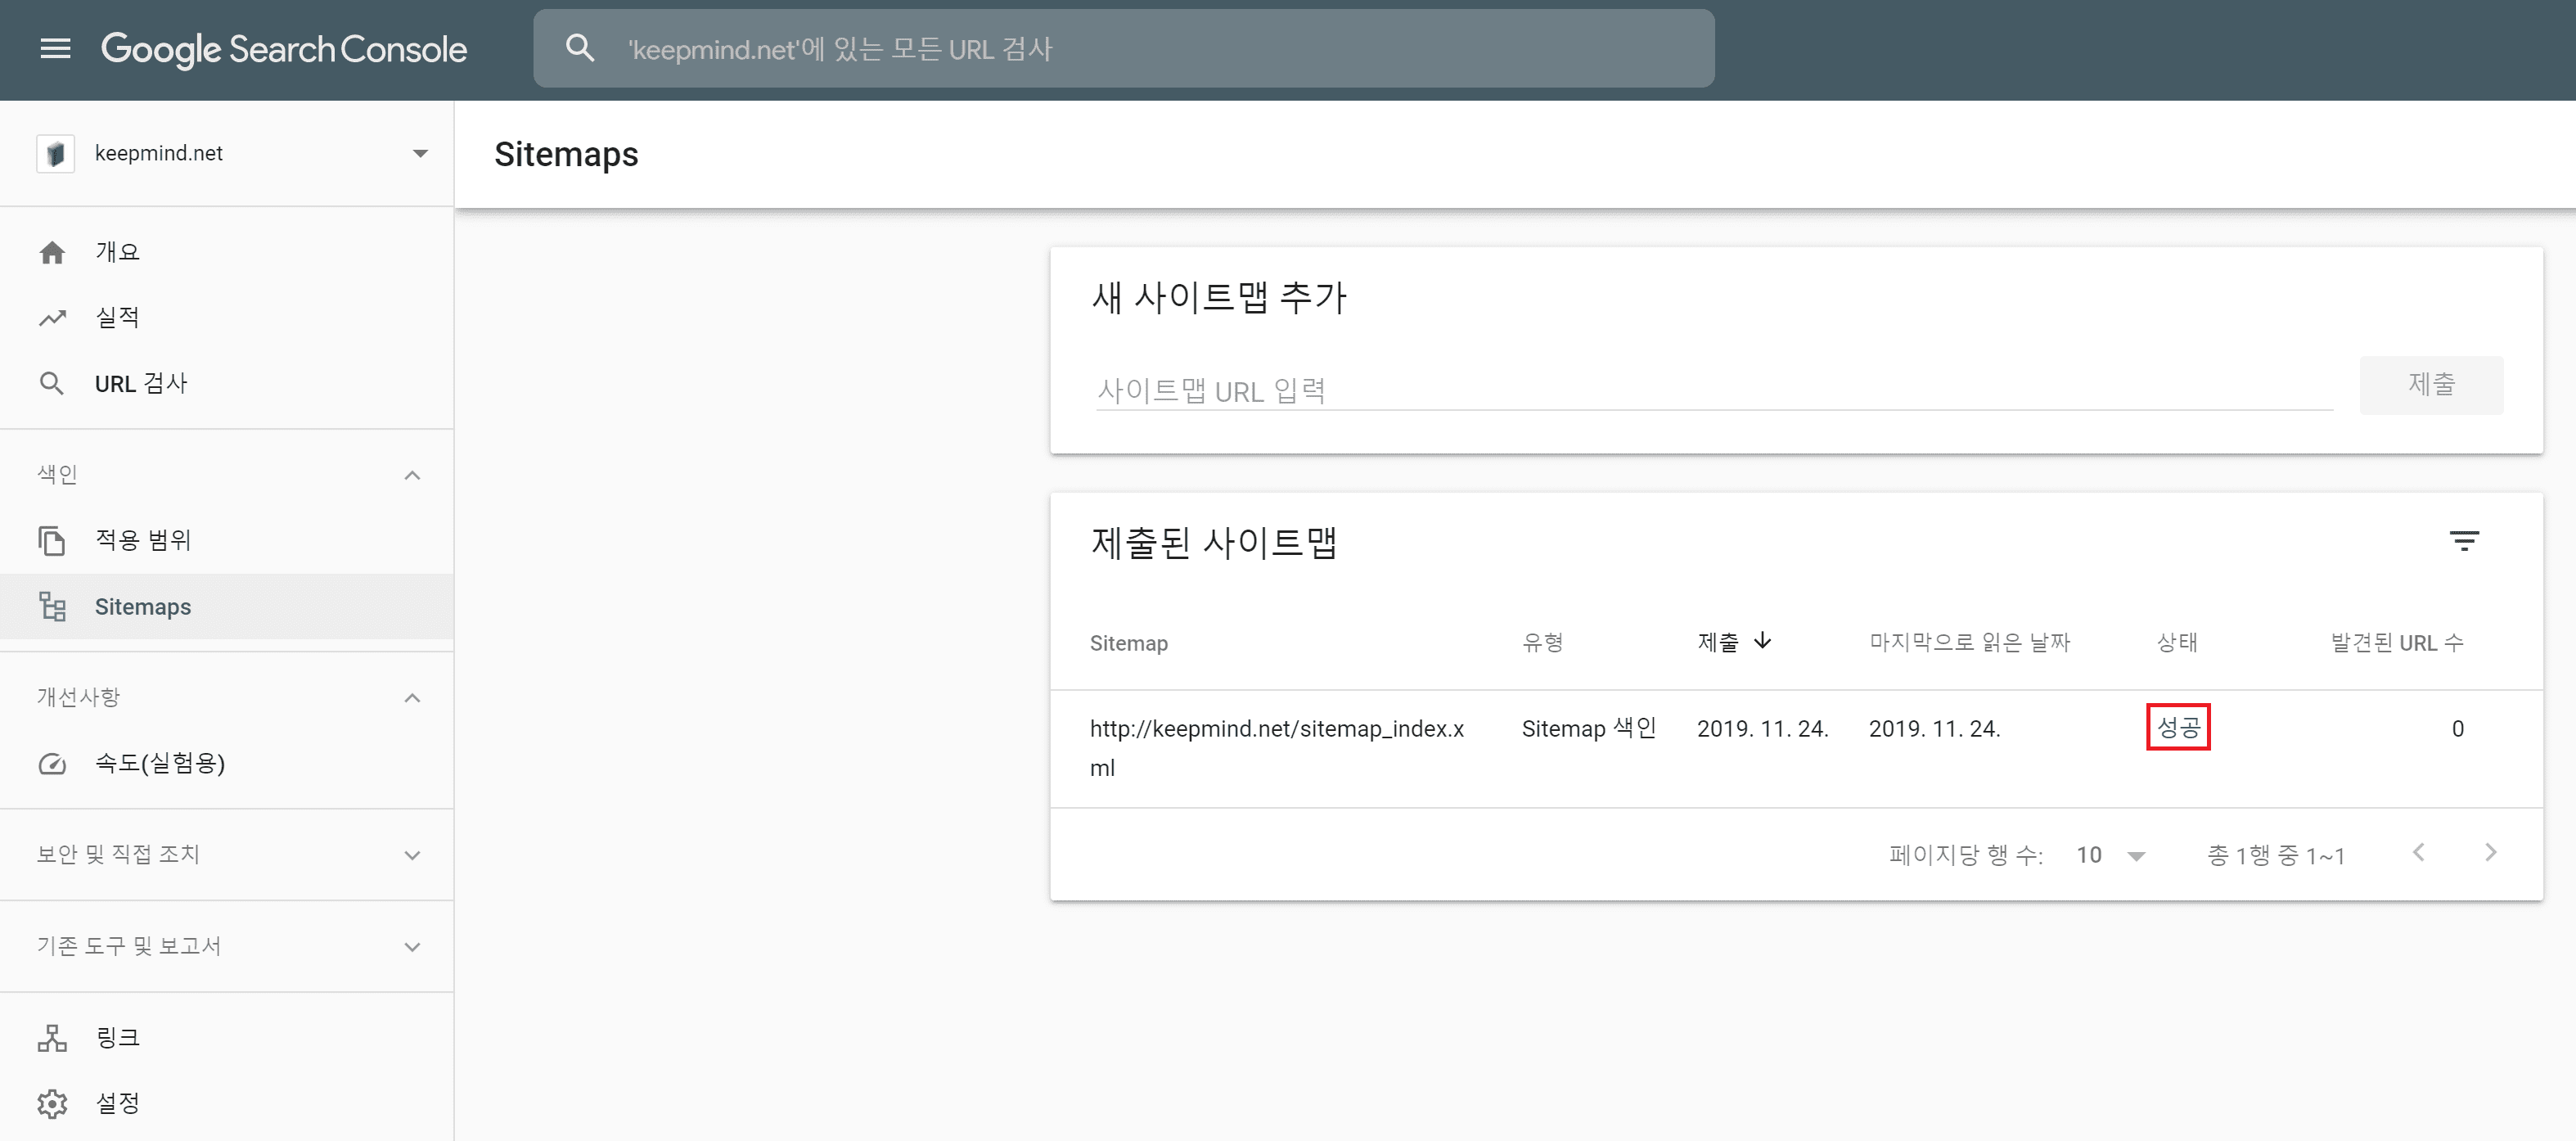 Google Search Console
'keepmind.net'에 있는 모든 URL 검사
keepmind.net
개요
실적
URL 검사
색인
적용 범위
Sitemaps
개선사항
속도(실험용)
보안 및 직접 조치
기존 도구 및 보고서
링크
설정
Sitemaps
새 사이트맵 추가
사이트맵 URL 입력
제출
제출된 사이트맵
Sitemap 유형 제출 마지막으로 읽은 날짜 상태 발견된 URL 수
http://keepmind.net/sitemap_index.x Sitemap 색인 2019. 11. 24. 2019. 11. 24. 성공 0
ml
페이지당 행 수: 10 총 1행 중 1~1